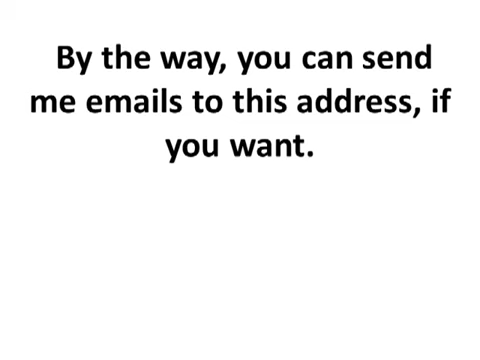 By the way, you can send
me emails to this address, if
you want.